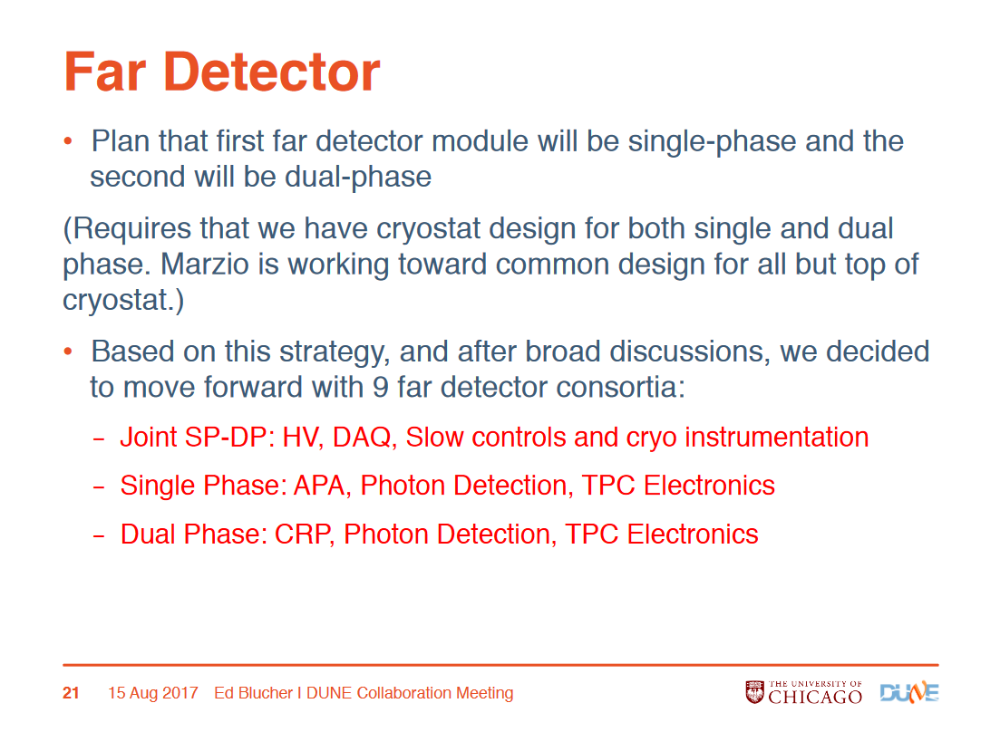 Far Detector
• Plan that first far detector module will be single-phase and the
second will be dual-phase
(Requires that we have cryostat design for both single and dual
phase. Marzio is working toward common design for all but top of
cryostat.)
• Based on this strategy, and after broad discussions, we decided
to move forward with 9 far detector consortia:
– Joint SP-DP: HV, DAQ, Slow controls and cryo instrumentation
– Single Phase: APA, Photon Detection, TPC Electronics
– Dual Phase: CRP, Photon Detection, TPC Electronics
21 15 Aug 2017 Ed Blucher I DUNE Collaboration Meeting
THE UNIVERSITY OF
CHICAGO
DUNE